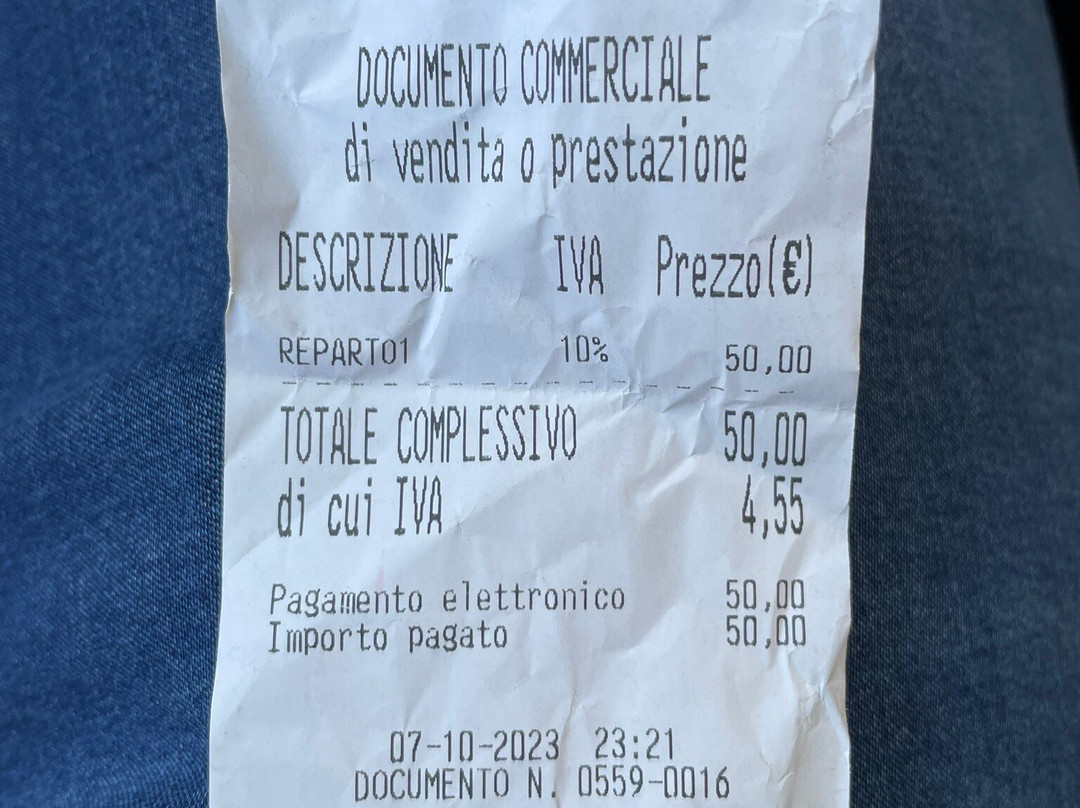 DOCUMENTO COMMERCIALE
di vendita o prestazione
DESCRIZIONE IVA Prezzo(€)
REPARTO1 10% 50,00
TOTALE COMPLESSIVO 50,00
di cui IVA 4,55
Pagamento elettronico 50,00
Importo pagato 50,00
07-10-2023 23:21
DOCUMENTO N. 0559-0016